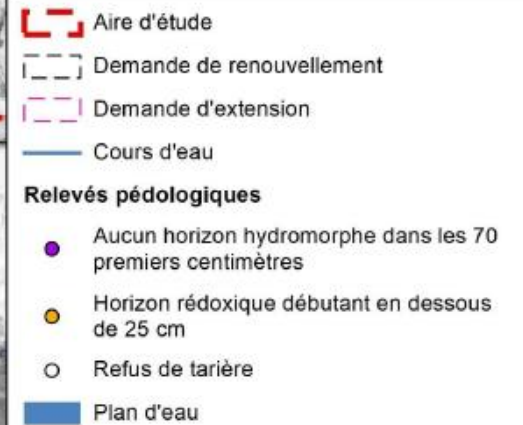 Aire d'étude
Demande de renouvellement
Demande d'extension
Cours d'eau
Relevés pédologiques
Aucun horizon hydromorphe dans les 70
premiers centimètres
Horizon rédoxique débutant en dessous
de 25 cm
Refus de tarière
Plan d'eau